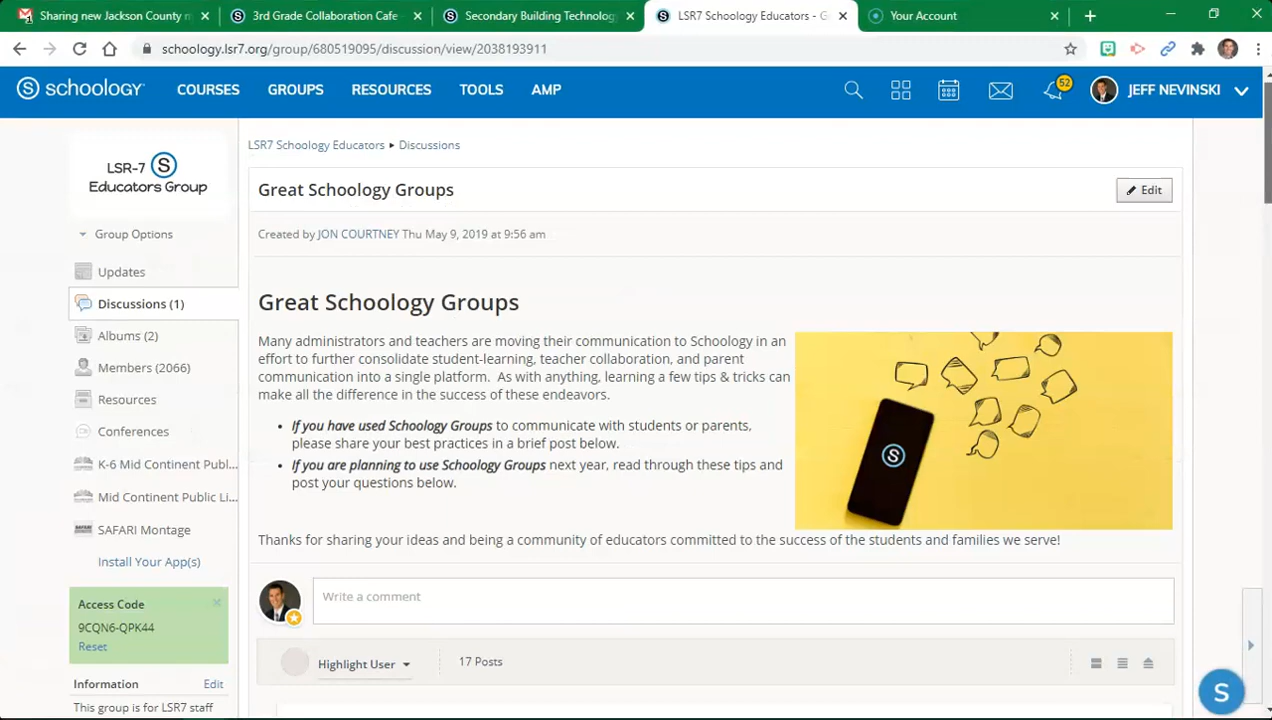 Sharing new Jackson County m
3rd Grade Collaboration Cafe
Secondary Building Technolog
LSR7 Schoology Educators - G
Your Account
schoology.lsr7.org/group/680519095/discussion/view/2038193911
S schoology
COURSES
GROUPS
RESOURCES
TOOLS
AMP
52
JEFF NEVINSKI
LSR-7 S
Educators Group
Group Options
Updates
Discussions (1)
Albums (2)
Members (2066)
Resources
Conferences
K-6 Mid Continent Publ...
Mid Continent Public Li...
SAFARI Montage
Install Your App(s)
Access Code
9CQN6-QPK44
Reset
Information
Edit
This group is for LSR7 staff
LSR7 Schoology Educators ▸ Discussions
Great Schoology Groups
Edit
Created by JON COURTNEY Thu May 9, 2019 at 9:56 am
Great Schoology Groups
Many administrators and teachers are moving their communication to Schoology in an
effort to further consolidate student-learning, teacher collaboration, and parent
communication into a single platform. As with anything, learning a few tips & tricks can
make all the difference in the success of these endeavors.
• If you have used Schoology Groups to communicate with students or parents,
please share your best practices in a brief post below.
• If you are planning to use Schoology Groups next year, read through these tips and
post your questions below.
S
Thanks for sharing your ideas and being a community of educators committed to the success of the students and families we serve!
Write a comment
Highlight User
17 Posts
S